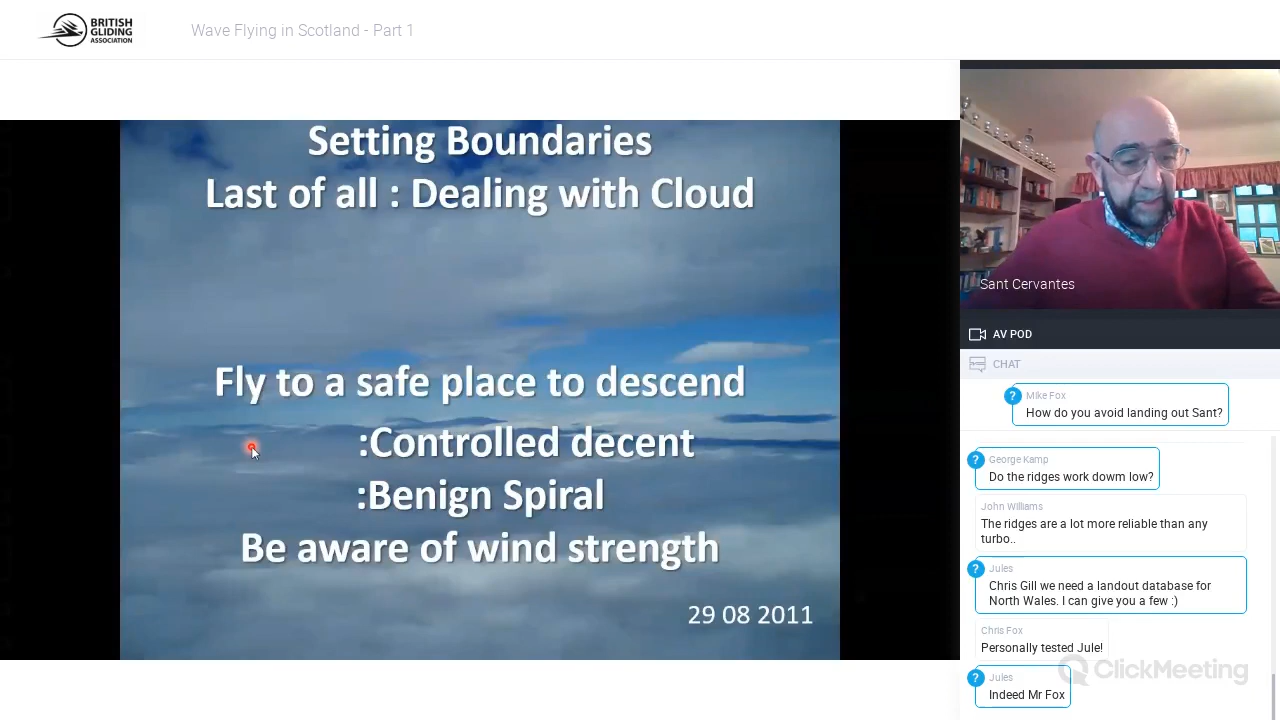 BRITISH
GLIDING
ASSOCIATION
Wave Flying in Scotland - Part 1
Setting Boundaries
Last of all : Dealing with Cloud
Fly to a safe place to descend
:Controlled decent
:Benign Spiral
Be aware of wind strength
29 08 2011
Sant Cervantes
AV POD
CHAT
? Mike Fox
How do you avoid landing out Sant?
? George Kamp
Do the ridges work dowm low?
John Williams
The ridges are a lot more reliable than any
turbo..
? Jules
Chris Gill we need a landout database for
North Wales. I can give you a few :)
Chris Fox
Personally tested Jule!
? Jules
Indeed Mr Fox
ClickMeeting